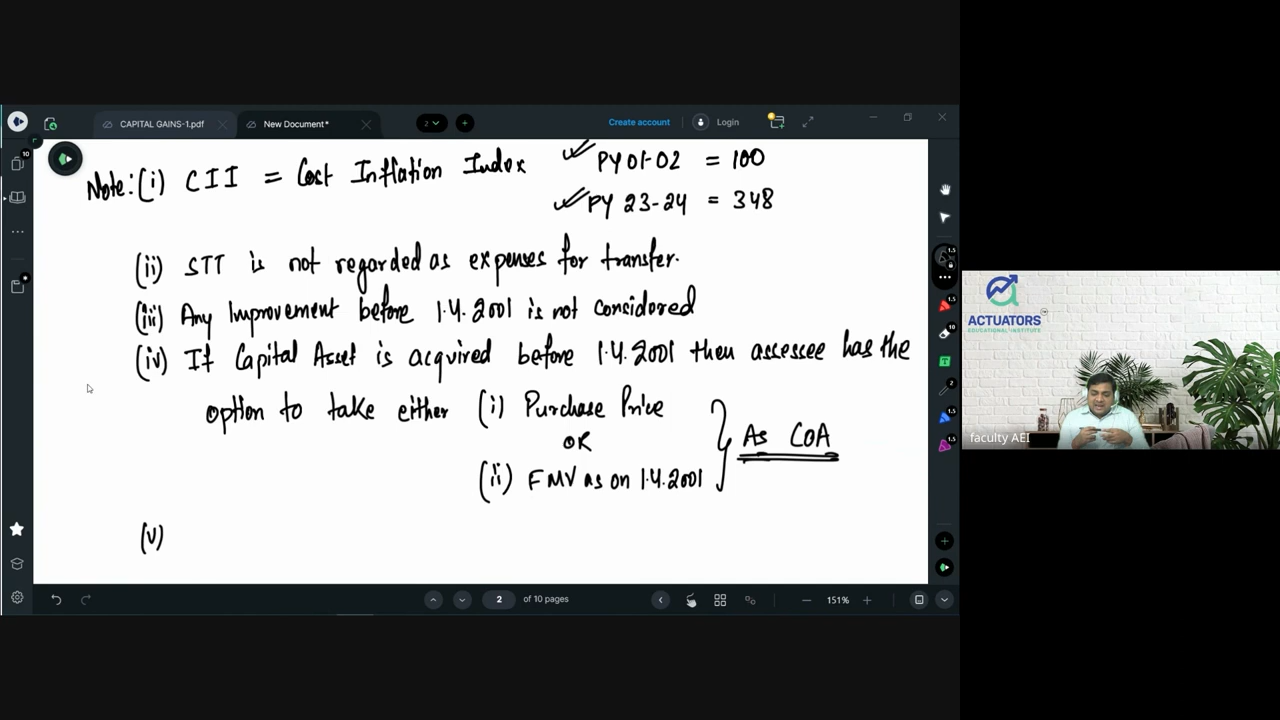 CAPITAL GAINS-1.pdf
New Document*
2
Create account
Login
Note: (i) CII = Cost Inflation Index
PY 01-02 = 100
PY 23-24 = 348
(ii) STT is not regarded as expenses for transfer.
(iii) Any Improvement before 1.4.2001 is not considered
(iv) If Capital Asset is acquired before 1.4.2001 then assessee has the
option to take either (i) Purchase Price
OR
(ii) FMV as on 1.4.2001
As COA
(v)
2 of 10 pages
151%
ACTUATORS
EDUCATIONAL INSTITUTE
faculty AEI